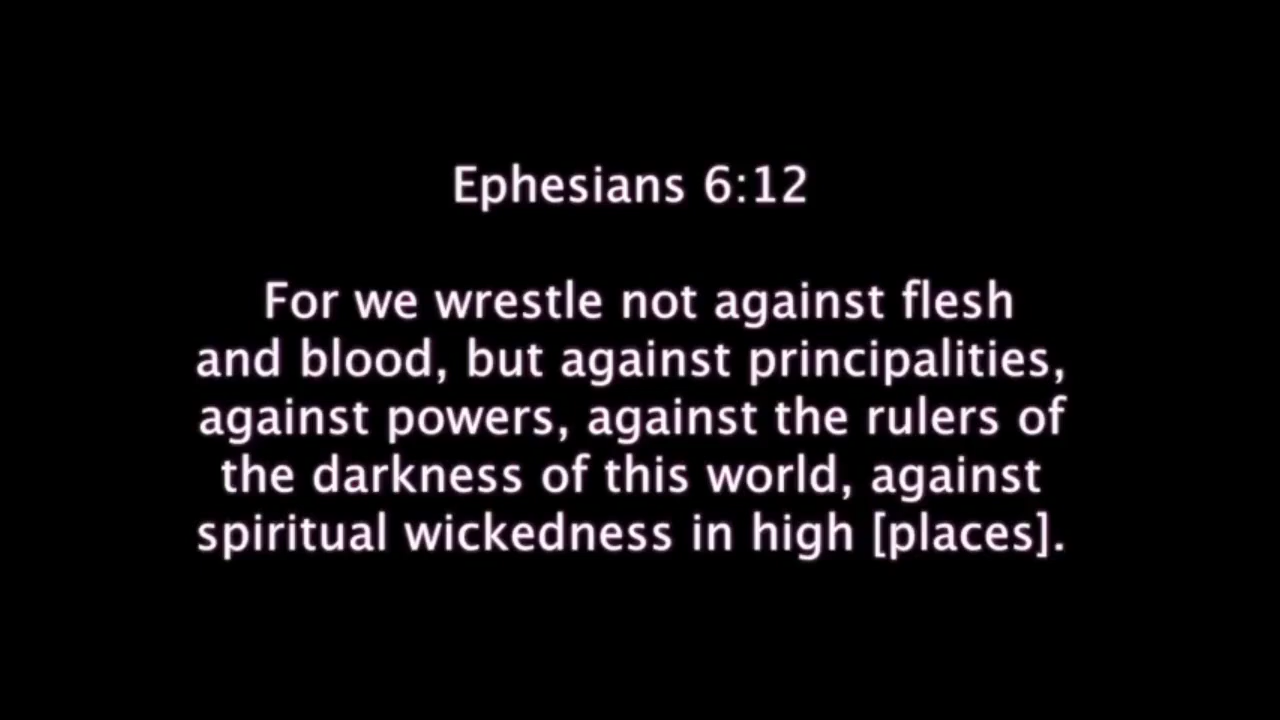 Ephesians 6:12
For we wrestle not against flesh
and blood, but against principalities,
against powers, against the rulers of
the darkness of this world, against
spiritual wickedness in high [places].